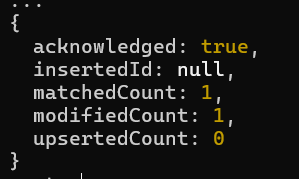 ...
{
  acknowledged: true,
  insertedId: null,
  matchedCount: 1,
  modifiedCount: 1,
  upsertedCount: 0
}